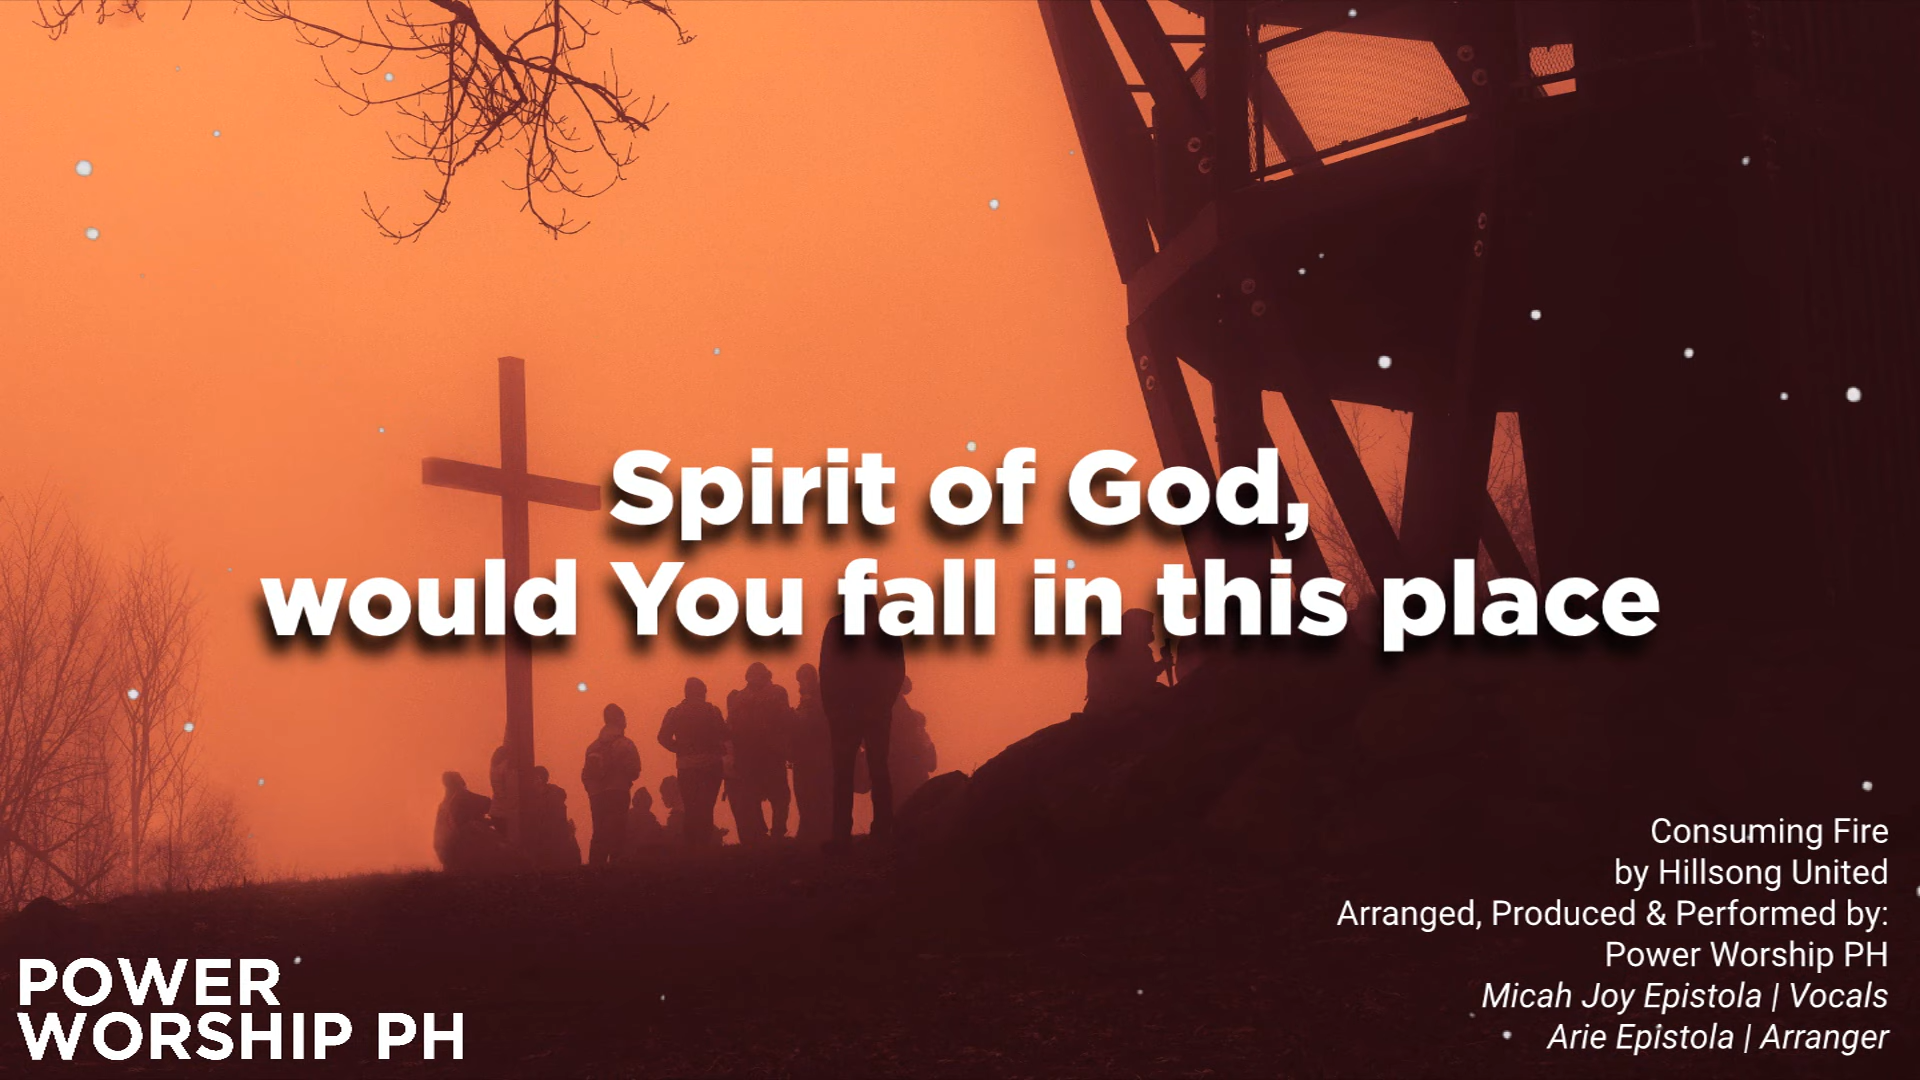 Spirit of God,
would You fall in this place
Consuming Fire
by Hillsong United
Arranged, Produced & Performed by:
Power Worship PH
Micah Joy Epistola | Vocals
Arie Epistola | Arranger
POWER
WORSHIP PH